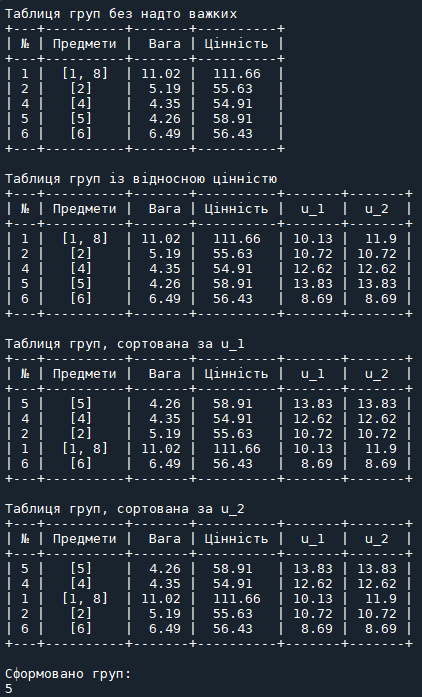 Таблиця груп без надто важких
+---+----------+-------+----------+
| № | Предмети |  Вага | Цінність |
+---+----------+-------+----------+
| 1 |  [1, 8]  | 11.02 |  111.66  |
| 2 |   [2]    |  5.19 | 55.63    |
| 4 |   [4]    |  4.35 | 54.91    |
| 5 |   [5]    |  4.26 | 58.91    |
| 6 |   [6]    |  6.49 | 56.43    |
+---+----------+-------+----------+
Таблиця груп із відносною цінністю
+---+----------+-------+----------+-------+-------+
| № | Предмети |  Вага | Цінність |  u_1  |  u_2  |
+---+----------+-------+----------+-------+-------+
| 1 |  [1, 8]  | 11.02 |  111.66  | 10.13 |  11.9 |
| 2 |   [2]    |  5.19 | 55.63    | 10.72 | 10.72 |
| 4 |   [4]    |  4.35 | 54.91    | 12.62 | 12.62 |
| 5 |   [5]    |  4.26 | 58.91    | 13.83 | 13.83 |
| 6 |   [6]    |  6.49 | 56.43    |  8.69 |  8.69 |
+---+----------+-------+----------+-------+-------+
Таблиця груп, сортована за u_1
+---+----------+-------+----------+-------+-------+
| № | Предмети |  Вага | Цінність |  u_1  |  u_2  |
+---+----------+-------+----------+-------+-------+
| 5 |   [5]    |  4.26 | 58.91    | 13.83 | 13.83 |
| 4 |   [4]    |  4.35 | 54.91    | 12.62 | 12.62 |
| 2 |   [2]    |  5.19 | 55.63    | 10.72 | 10.72 |
| 1 |  [1, 8]  | 11.02 |  111.66  | 10.13 |  11.9 |
| 6 |   [6]    |  6.49 | 56.43    |  8.69 |  8.69 |
+---+----------+-------+----------+-------+-------+
Таблиця груп, сортована за u_2
+---+----------+-------+----------+-------+-------+
| № | Предмети |  Вага | Цінність |  u_1  |  u_2  |
+---+----------+-------+----------+-------+-------+
| 5 |   [5]    |  4.26 | 58.91    | 13.83 | 13.83 |
| 4 |   [4]    |  4.35 | 54.91    | 12.62 | 12.62 |
| 1 |  [1, 8]  | 11.02 |  111.66  | 10.13 |  11.9 |
| 2 |   [2]    |  5.19 | 55.63    | 10.72 | 10.72 |
| 6 |   [6]    |  6.49 | 56.43    |  8.69 |  8.69 |
+---+----------+-------+----------+-------+-------+
Сформовано груп:
5